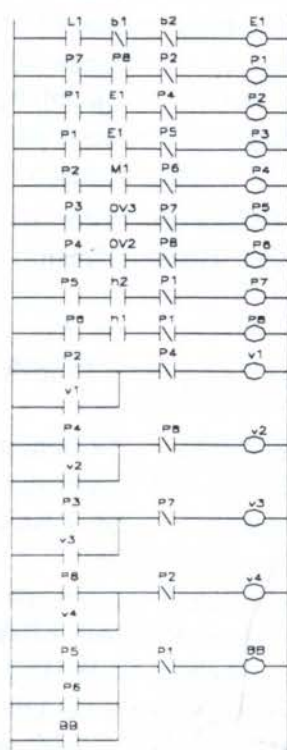 L1 b1 b2 E1
P7 P8 P2 P1
P1 E1 P4 P2
P1 E1 P5 P3
P2 M1 P6 P4
P3 OV3 P7 P5
P4 OV2 P8 P6
P5 h2 P1 P7
P6 h1 P1 P8
P2 P4 v1
v1
P4 P8 v2
v2
P3 P7 v3
v3
P8 P2 v4
v4
P5 P1 BB
P6
BB